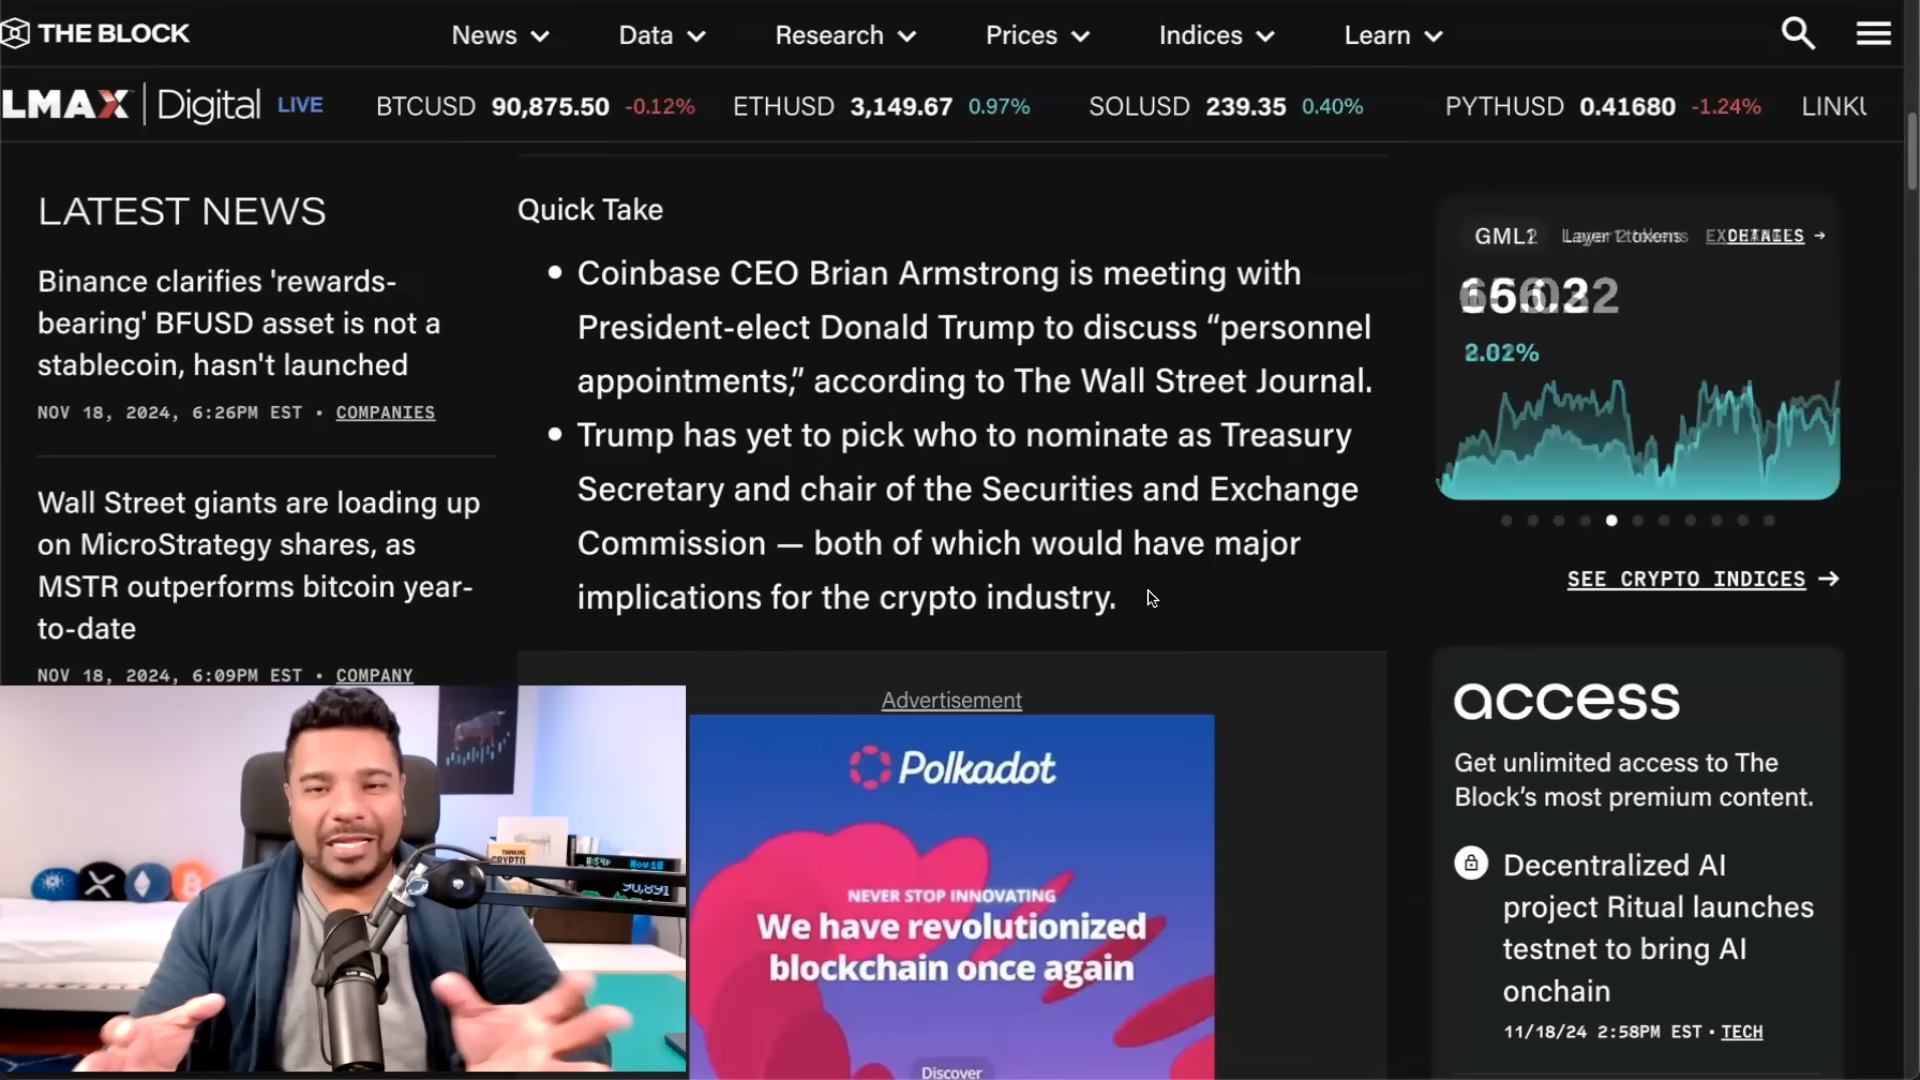 THE BLOCK
News
Data
Research
Prices
Indices
Learn
LMAX Digital LIVE
BTCUSD 90,875.50 -0.12%
ETHUSD 3,149.67 0.97%
SOLUSD 239.35 0.40%
PYTHUSD 0.41680 -1.24%
LATEST NEWS
Binance clarifies 'rewards-
bearing' BFUSD asset is not a
stablecoin, hasn't launched
NOV 18, 2024, 6:26PM EST • COMPANIES
Wall Street giants are loading up
on MicroStrategy shares, as
MSTR outperforms bitcoin year-
to-date
NOV 18, 2024, 6:09PM EST • COMPANY
Quick Take
• Coinbase CEO Brian Armstrong is meeting with
President-elect Donald Trump to discuss “personnel
appointments,” according to The Wall Street Journal.
• Trump has yet to pick who to nominate as Treasury
Secretary and chair of the Securities and Exchange
Commission — both of which would have major
implications for the crypto industry.
Advertisement
Polkadot
NEVER STOP INNOVATING
We have revolutionized
blockchain once again
Discover
2.02%
SEE CRYPTO INDICES →
access
Get unlimited access to The
Block’s most premium content.
Decentralized AI
project Ritual launches
testnet to bring AI
onchain
11/18/24 2:58PM EST • TECH
THINKING
CRYPTO
Nov 18
90,891